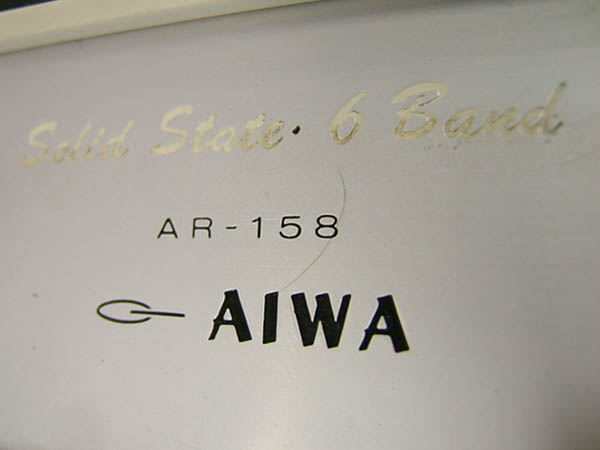 Solid State · 6 Band
AR-158
AIWA